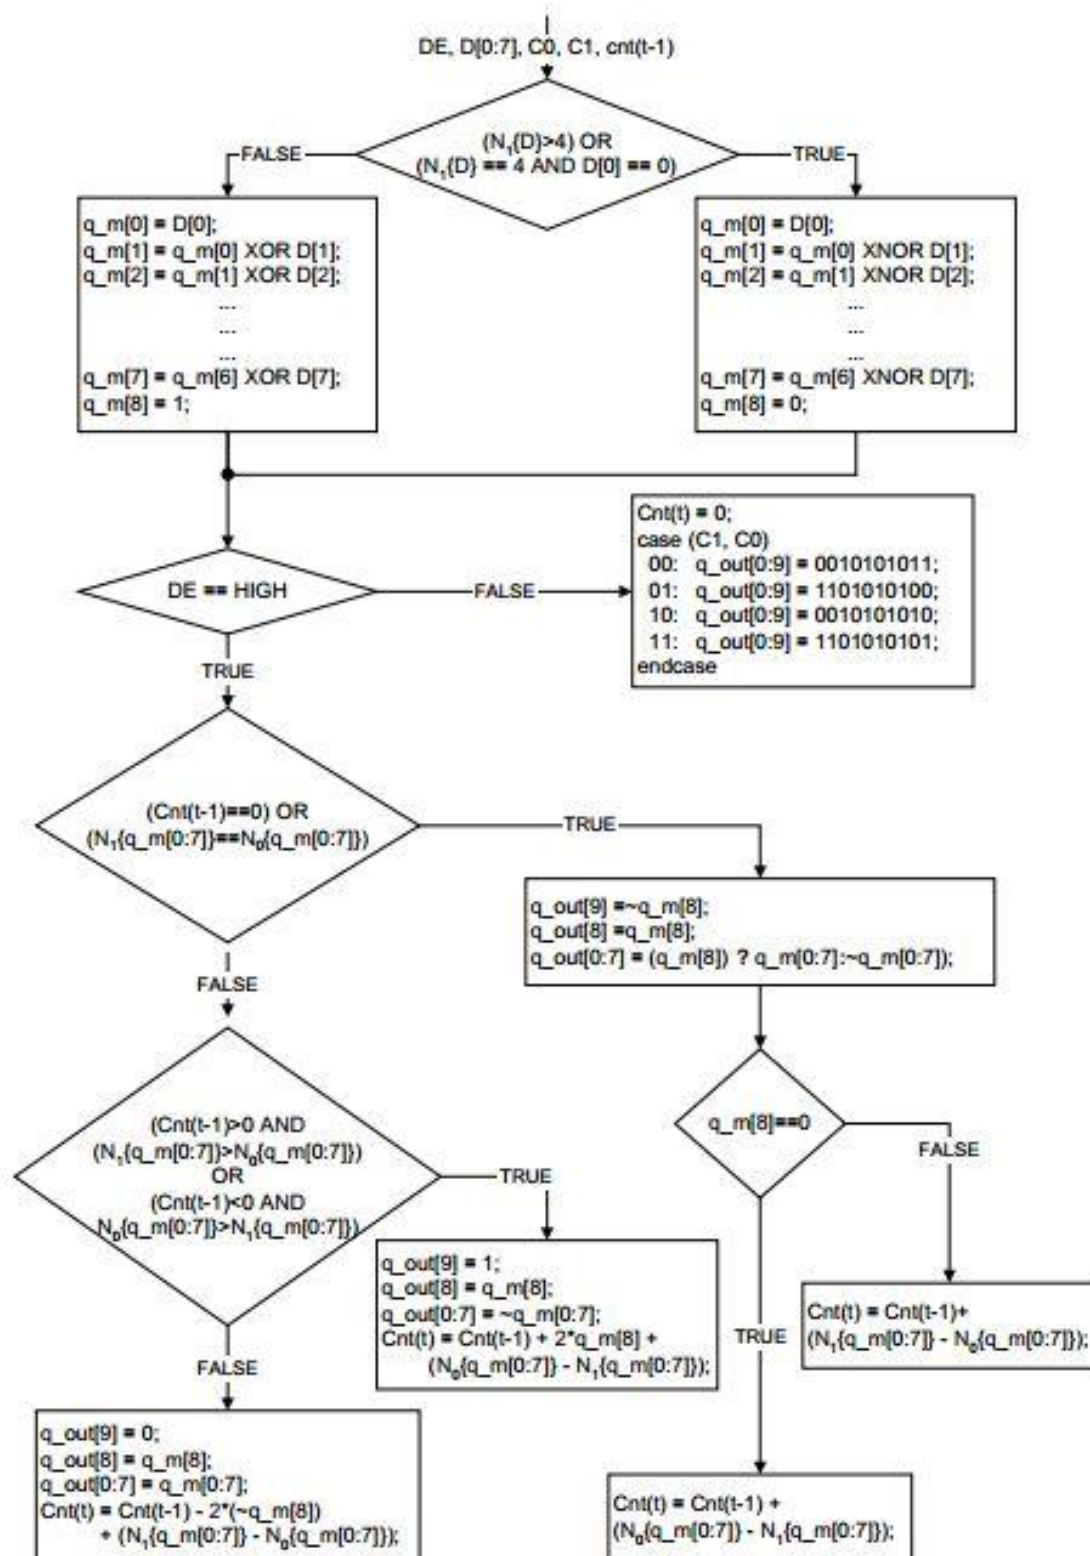 DE, D[0:7], C0, C1, cnt(t-1)
(N₁{D}>4) OR
(N₁{D} == 4 AND D[0] == 0)
FALSE
TRUE
q_m[0] = D[0];
q_m[1] = q_m[0] XOR D[1];
q_m[2] = q_m[1] XOR D[2];
...
...
...
q_m[7] = q_m[6] XOR D[7];
q_m[8] = 1;
q_m[0] = D[0];
q_m[1] = q_m[0] XNOR D[1];
q_m[2] = q_m[1] XNOR D[2];
...
...
...
q_m[7] = q_m[6] XNOR D[7];
q_m[8] = 0;
DE == HIGH
FALSE
Cnt(t) = 0;
case (C1, C0)
00: q_out[0:9] = 0010101011;
01: q_out[0:9] = 1101010100;
10: q_out[0:9] = 0010101010;
11: q_out[0:9] = 1101010101;
endcase
TRUE
(Cnt(t-1)==0) OR
(N₁{q_m[0:7]}==N₀{q_m[0:7]})
TRUE
q_out[9] =~q_m[8];
q_out[8] =q_m[8];
q_out[0:7] = (q_m[8]) ? q_m[0:7]:~q_m[0:7]);
FALSE
(Cnt(t-1)>0 AND
(N₁{q_m[0:7]}>N₀{q_m[0:7]})
OR
(Cnt(t-1)<0 AND
N₀{q_m[0:7]}>N₁{q_m[0:7]})
TRUE
q_out[9] = 1;
q_out[8] = q_m[8];
q_out[0:7] = ~q_m[0:7];
Cnt(t) = Cnt(t-1) + 2*q_m[8] +
(N₀{q_m[0:7]} - N₁{q_m[0:7]});
q_m[8]==0
FALSE
Cnt(t) = Cnt(t-1)+
(N₁{q_m[0:7]} - N₀{q_m[0:7]});
TRUE
FALSE
q_out[9] = 0;
q_out[8] = q_m[8];
q_out[0:7] = q_m[0:7];
Cnt(t) = Cnt(t-1) - 2*(~q_m[8])
+ (N₁{q_m[0:7]} - N₀{q_m[0:7]});
Cnt(t) = Cnt(t-1) +
(N₀{q_m[0:7]} - N₁{q_m[0:7]});